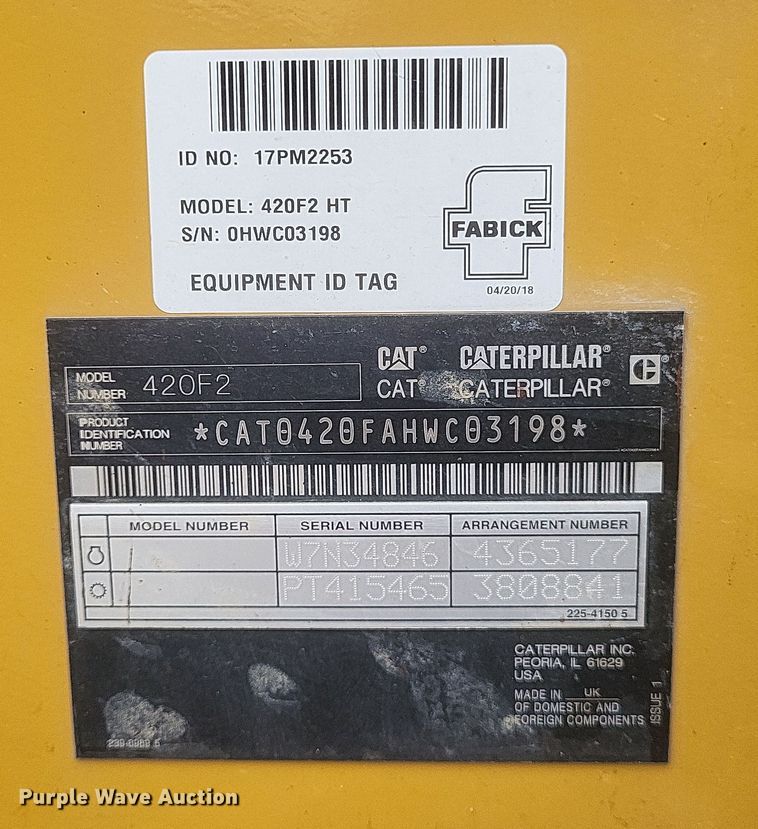 ID NO: 17PM2253
MODEL: 420F2 HT
S/N: 0HWC03198
FABICK
EQUIPMENT ID TAG
04/20/18
CAT® CATERPILLAR®
CAT® CATERPILLAR®
MODEL NUMBER 420F2
PRODUCT IDENTIFICATION NUMBER *CAT0420FAHWC03198*
MODEL NUMBER SERIAL NUMBER ARRANGEMENT NUMBER
W7N34846 4365177
PT415465 3808841
225-4150 5
CATERPILLAR INC.
PEORIA, IL 61629
USA
MADE IN UK
OF DOMESTIC AND
FOREIGN COMPONENTS
ISSUE 1
Purple Wave Auction